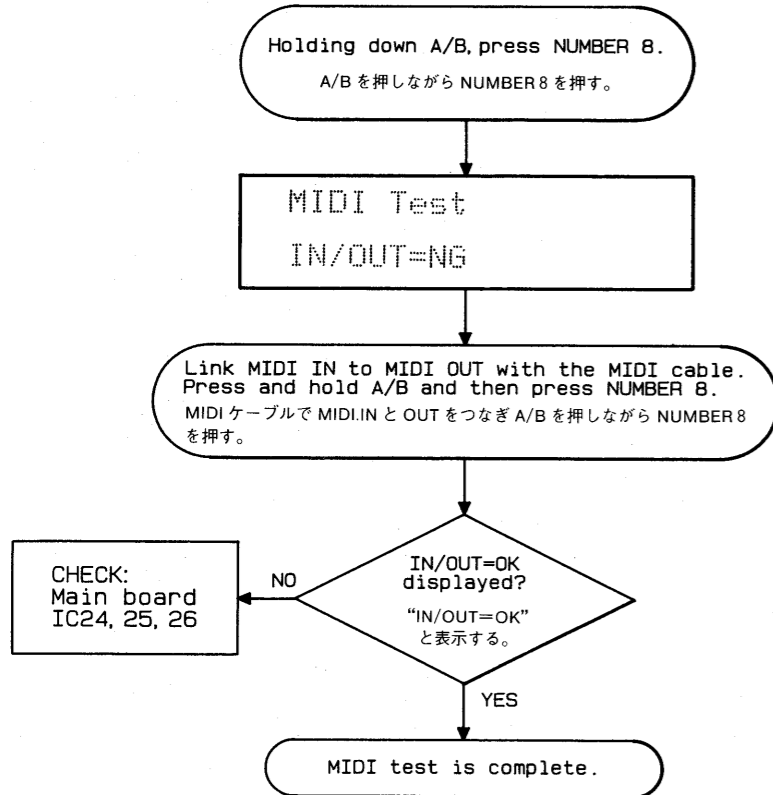 Holding down A/B, press NUMBER 8.
A/B を押しながら NUMBER 8 を押す。
MIDI Test
IN/OUT=NG
Link MIDI IN to MIDI OUT with the MIDI cable.
Press and hold A/B and then press NUMBER 8.
MIDI ケーブルで MIDI.IN と OUT をつなぎ A/B を押しながら NUMBER 8
を押す。
IN/OUT=OK
displayed?
"IN/OUT=OK"
と表示する。
NO
CHECK:
Main board
IC24, 25, 26
YES
MIDI test is complete.